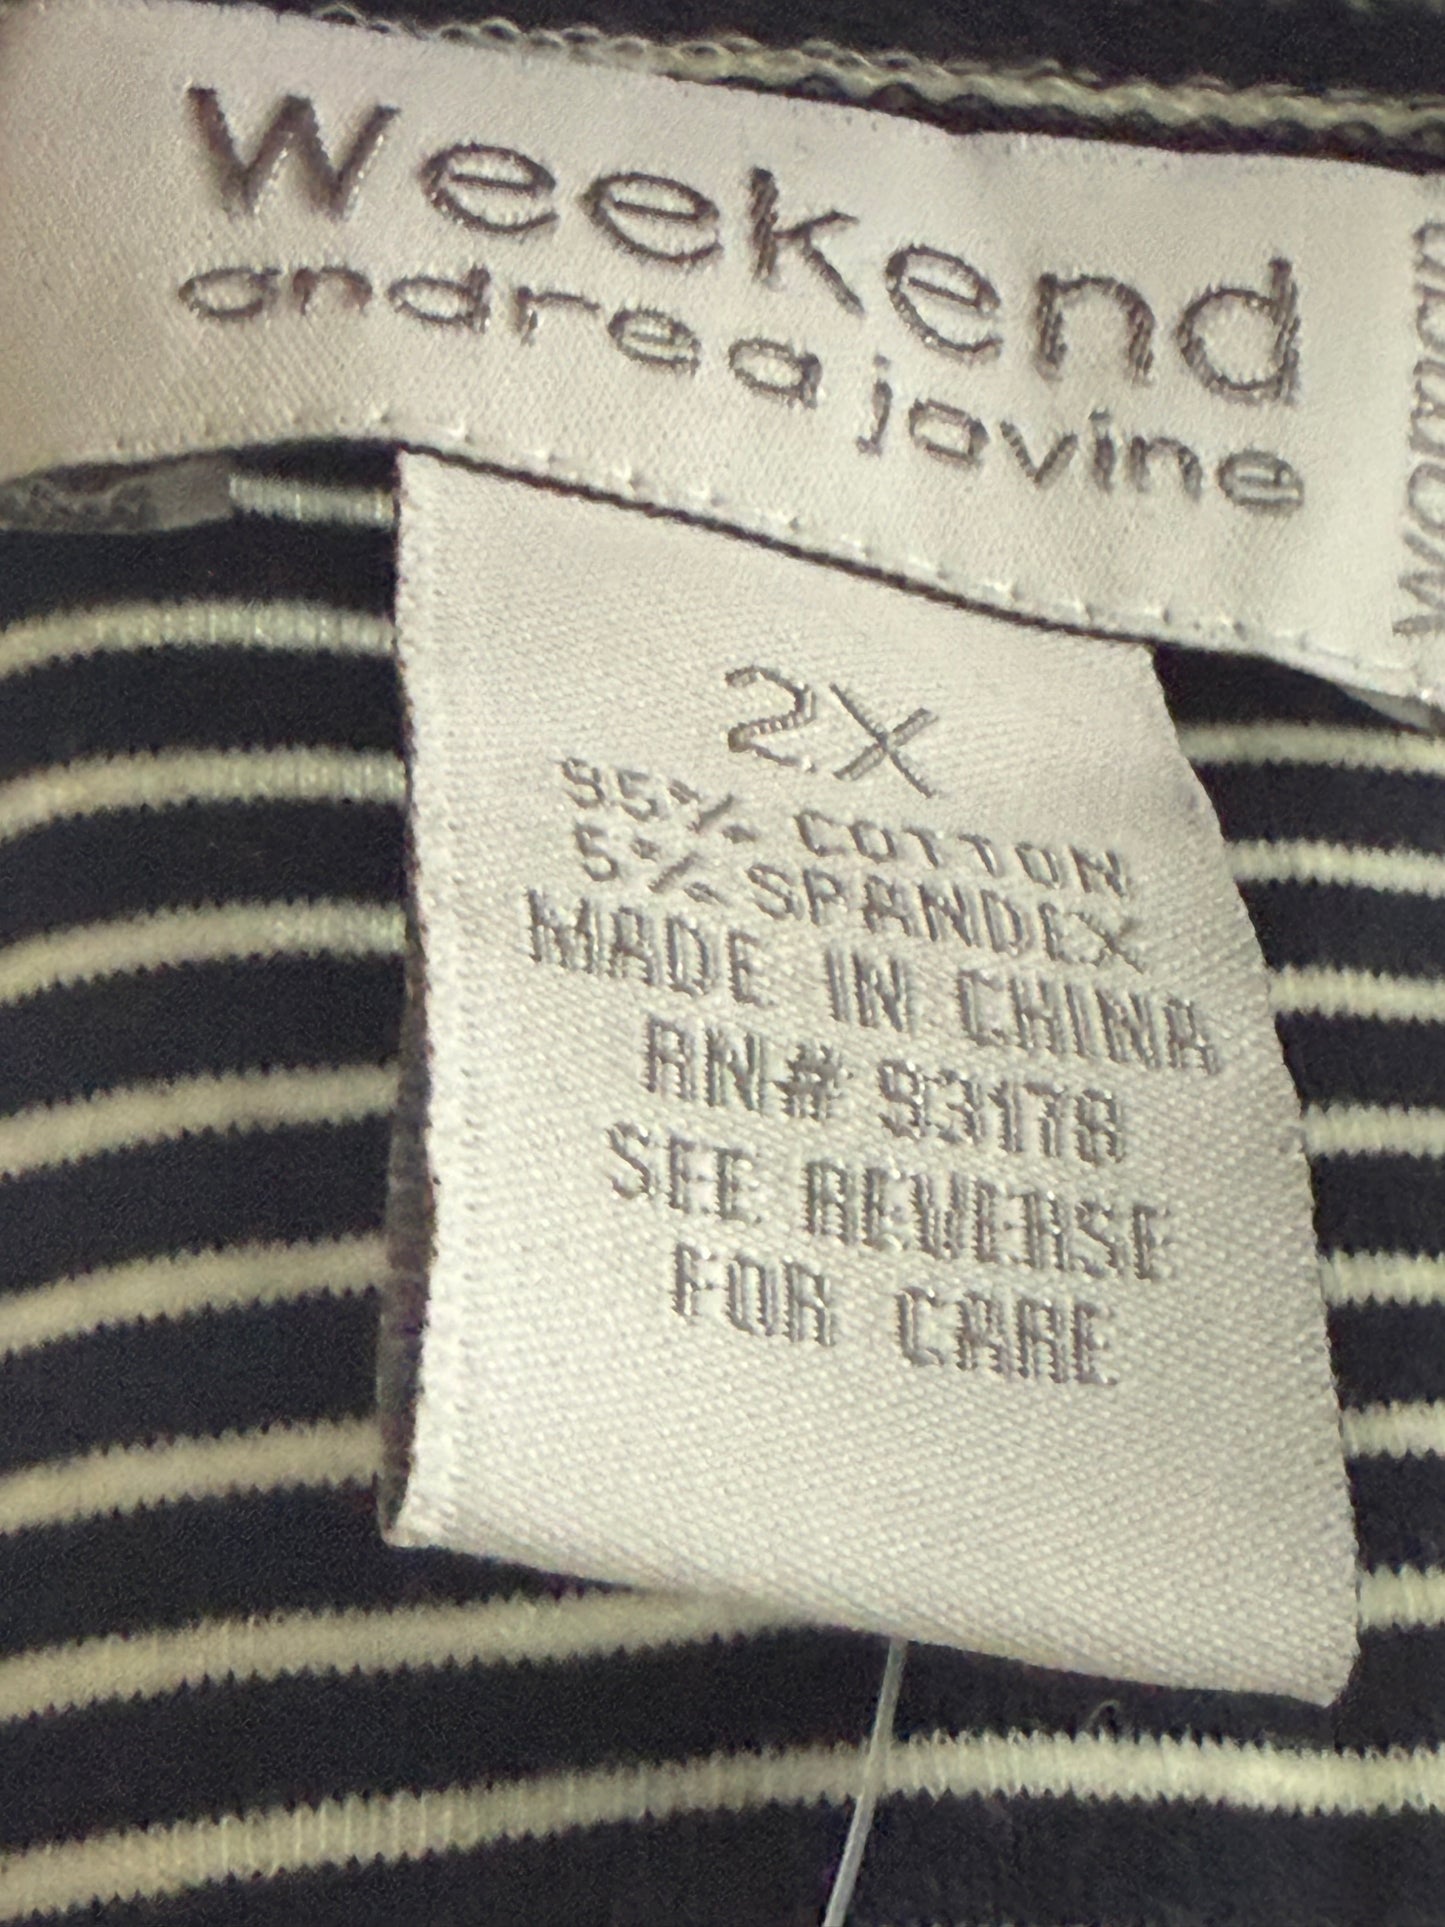 Weekend
andrea jovine
2X
95% COTTON
5% SPANDEX
MADE IN CHINA
RN# 93178
SEE REVERSE
FOR CARE